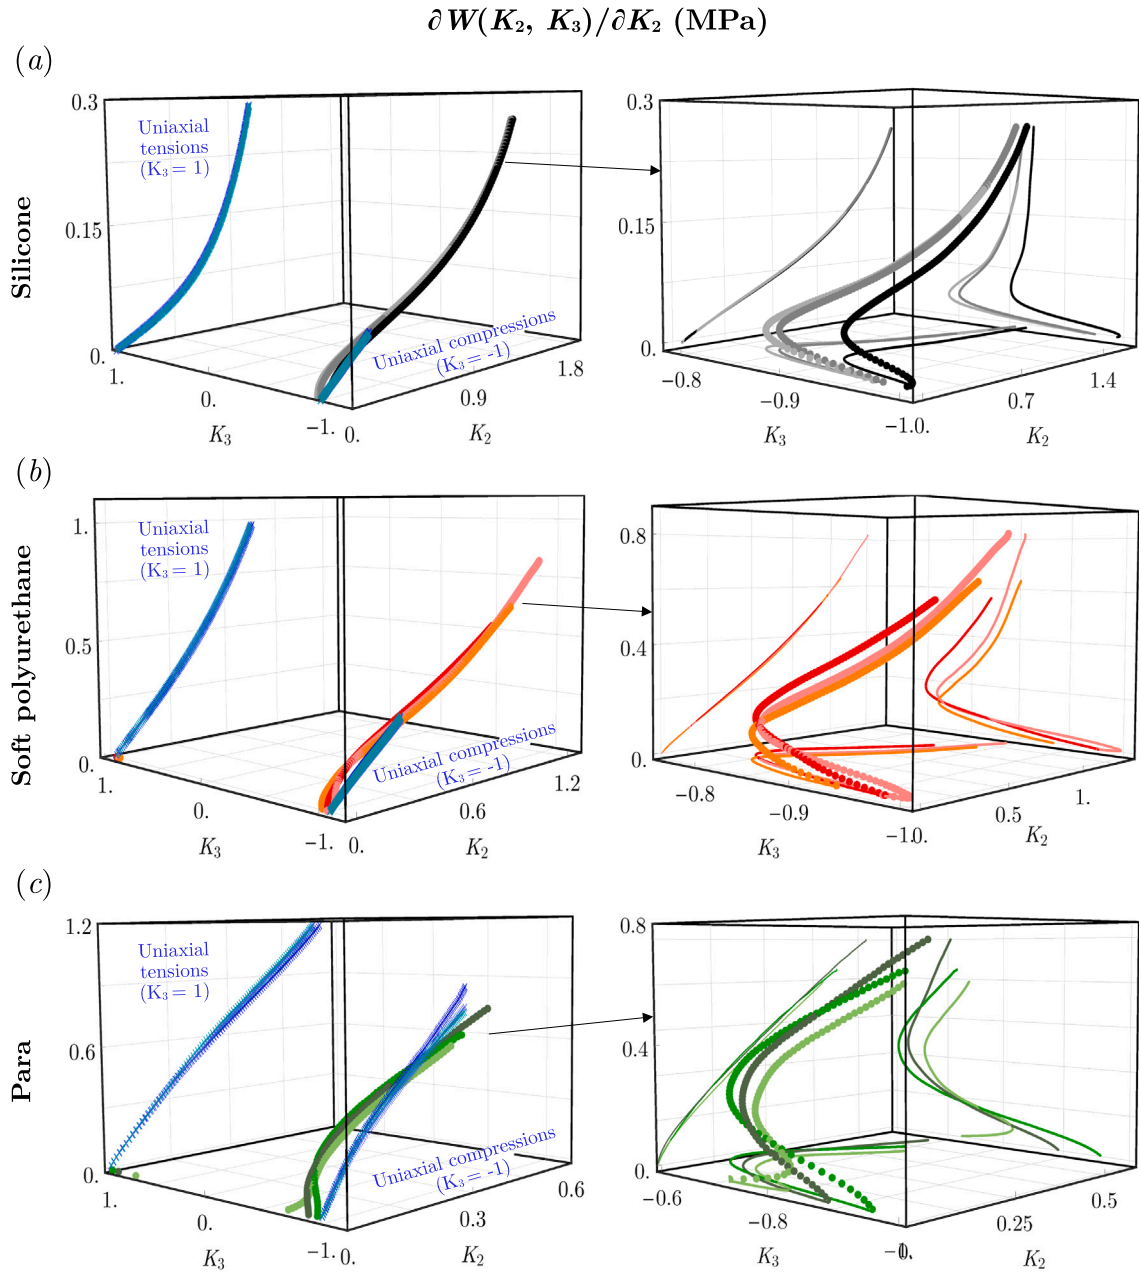 ∂W(K₂, K₃)/∂K₂ (MPa)
(a)
Silicone
0.3
0.15
0.
1.
0.
−1.
K₃
0.
0.9
1.8
K₂
Uniaxial
tensions
(K₃ = 1)
Uniaxial compressions
(K₃ = -1)
0.3
0.15
0.
−0.8
−0.9
−1.
K₃
0.
0.7
1.4
K₂
(b)
Soft polyurethane
1.
0.5
0.
1.
0.
−1.
K₃
0.
0.6
1.2
K₂
Uniaxial
tensions
(K₃ = 1)
Uniaxial compressions
(K₃ = -1)
0.8
0.4
0.
−0.8
−0.9
−1.
K₃
0.
0.5
1.
K₂
(c)
Para
1.2
0.6
0.
1.
0.
−1.
K₃
0.
0.3
0.6
K₂
Uniaxial
tensions
(K₃ = 1)
Uniaxial compressions
(K₃ = -1)
0.8
0.4
0.
−0.6
−0.8
−1.
K₃
0.
0.25
0.5
K₂